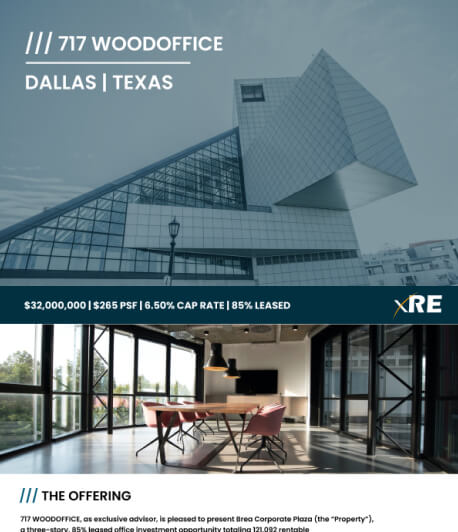 /// 717 WOODOFFICE
DALLAS | TEXAS
$32,000,000 | $265 PSF | 6.50% CAP RATE | 85% LEASED
XRE
/// THE OFFERING
717 WOODOFFICE, as exclusive advisor, is pleased to present Brea Corporate Plaza (the “Property”),
a three-story, 85% leased office investment opportunity totaling 121,092 rentable